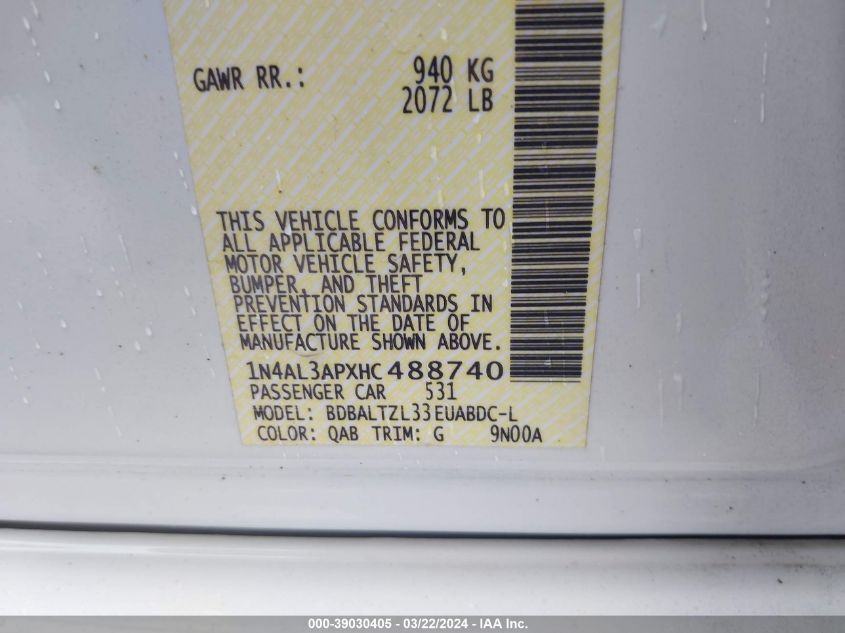 GAWR RR.: 940 KG
2072 LB
THIS VEHICLE CONFORMS TO
ALL APPLICABLE FEDERAL
MOTOR VEHICLE SAFETY,
BUMPER, AND THEFT
PREVENTION STANDARDS IN
EFFECT ON THE DATE OF
MANUFACTURE SHOWN ABOVE.
1N4AL3APXHC 488740
PASSENGER CAR 531
MODEL: BDBALTZL33EUABDC-L
COLOR: QAB TRIM: G 9N00A
000-39030405 - 03/22/2024 - IAA Inc.